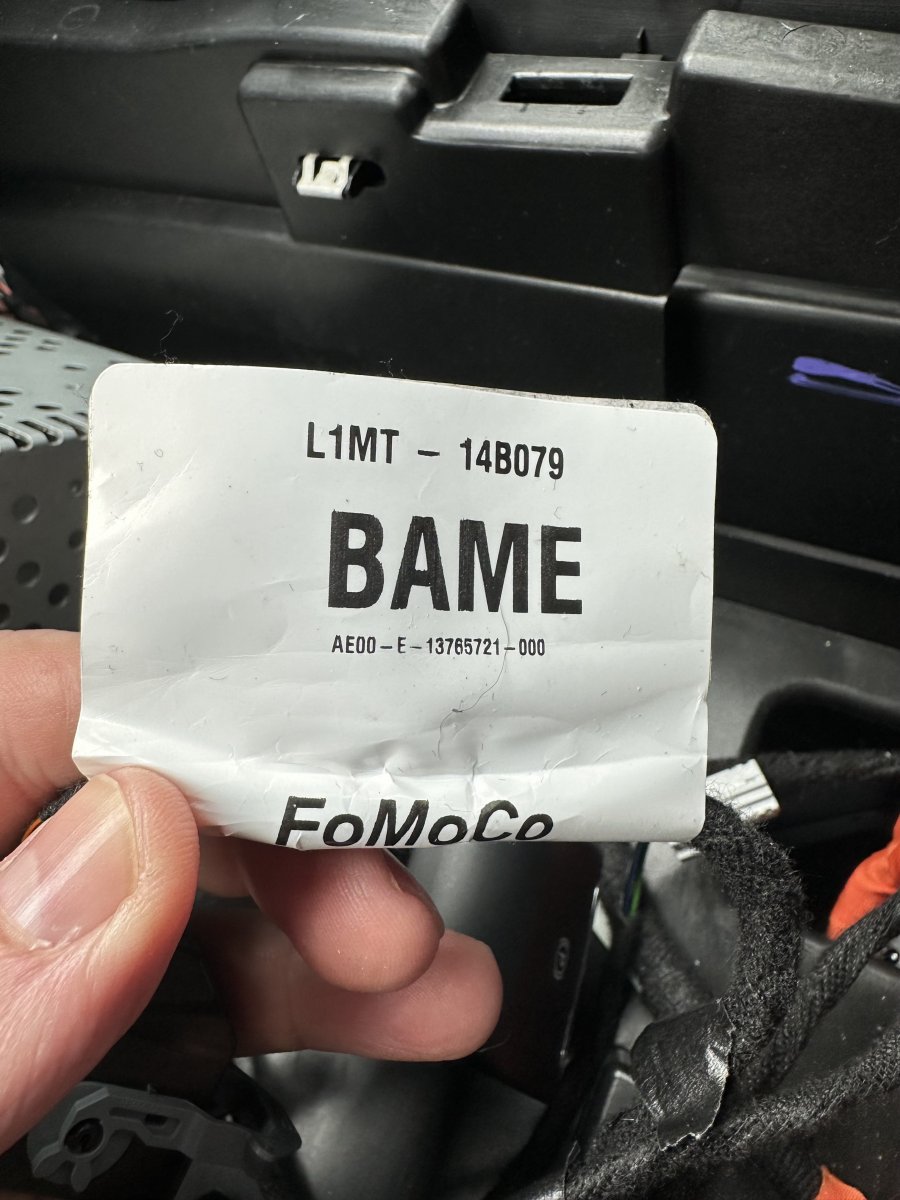 L1MT - 14B079
BAME
AE00-E-13765721-000
FoMoCo